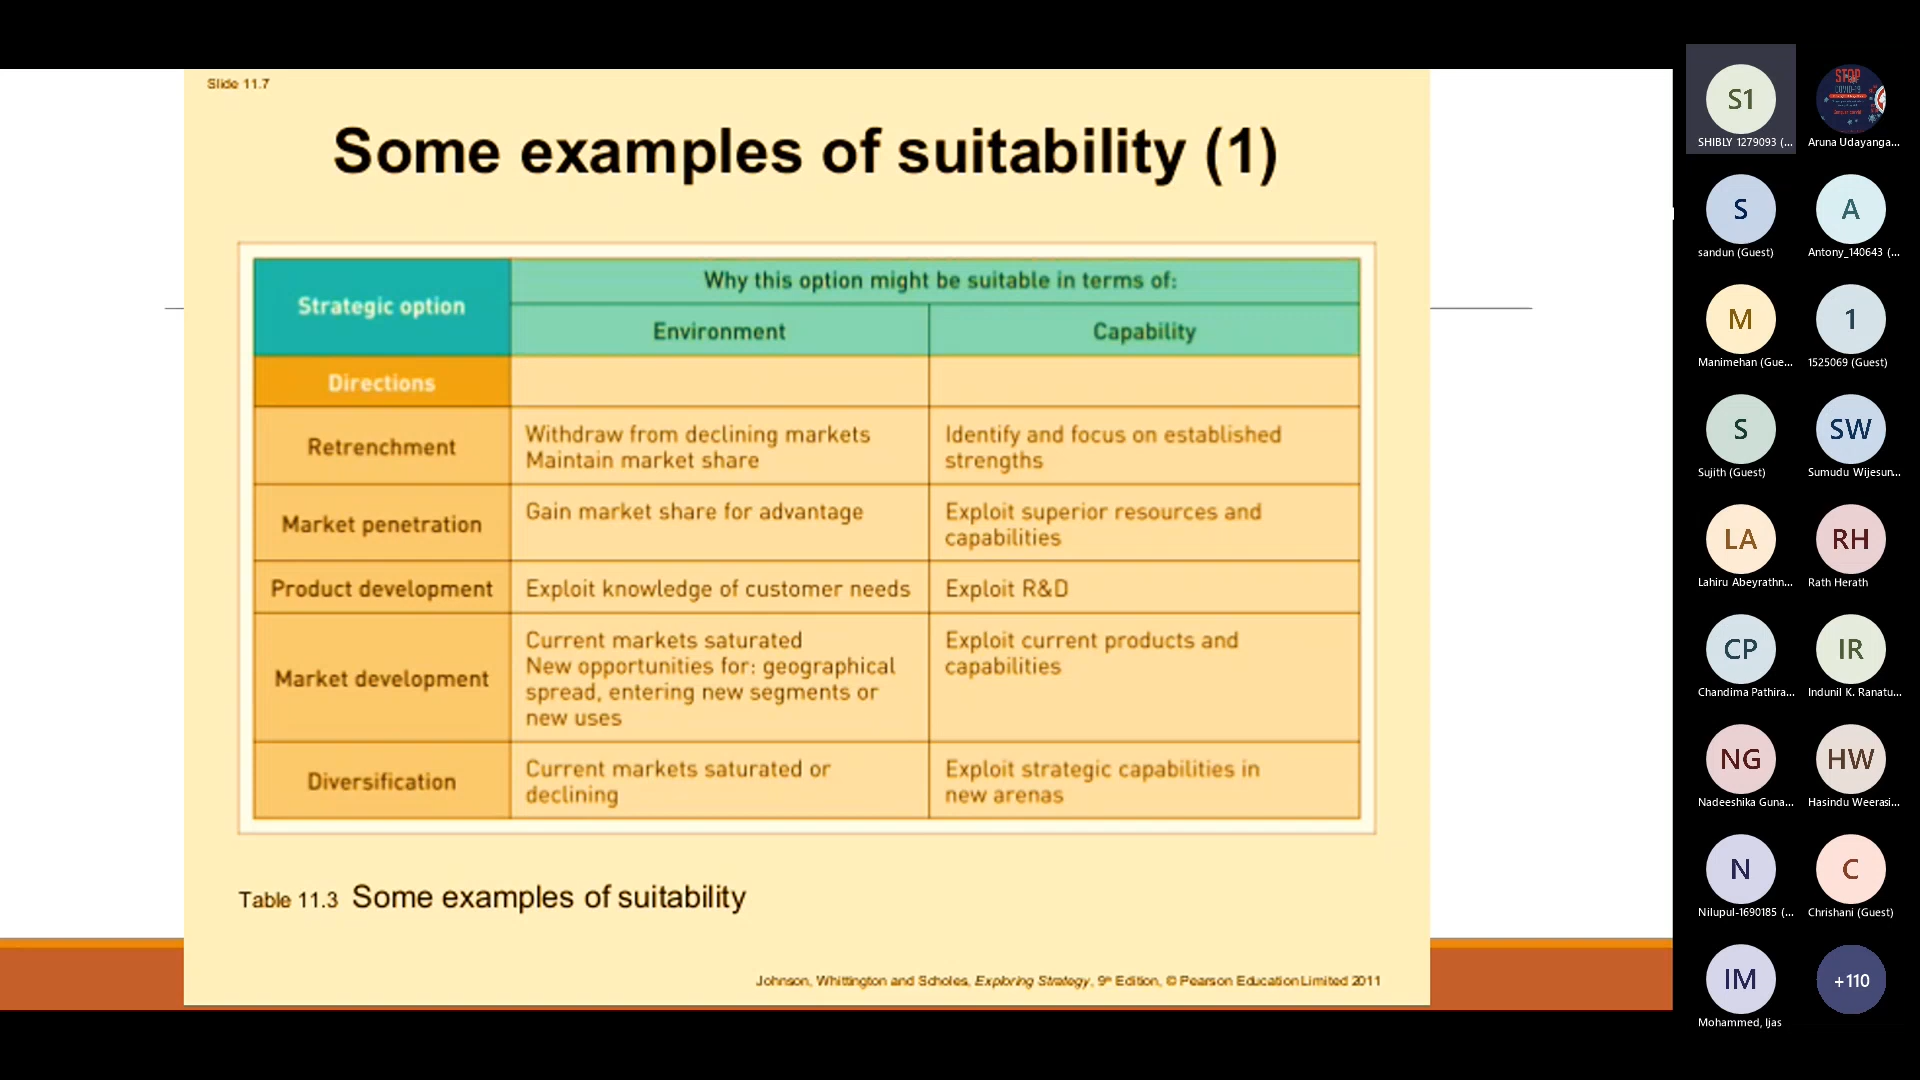 Slide 11.7
Some examples of suitability (1)
Strategic option
Why this option might be suitable in terms of:
Environment
Capability
Directions
Retrenchment
Withdraw from declining markets
Maintain market share
Identify and focus on established
strengths
Market penetration
Gain market share for advantage
Exploit superior resources and
capabilities
Product development
Exploit knowledge of customer needs
Exploit R&D
Market development
Current markets saturated
New opportunities for: geographical
spread, entering new segments or
new uses
Exploit current products and
capabilities
Diversification
Current markets saturated or
declining
Exploit strategic capabilities in
new arenas
Table 11.3 Some examples of suitability
Johnson, Whittington and Scholes, Exploring Strategy, 9th Edition, © Pearson Education Limited 2011
S1
SHIBLY 1279093 (...
STOP
COVID-19
Aruna Udayanga...
S
sandun (Guest)
A
Antony_140643 (...
M
Manimehan (Gue...
1
1525069 (Guest)
S
Sujith (Guest)
SW
Sumudu Wijesun...
LA
Lahiru Abeyrathn...
RH
Rath Herath
CP
Chandima Pathira...
IR
Indunil K. Ranatu...
NG
Nadeeshika Guna...
HW
Hasindu Weerasi...
N
Nilupul-1690185 (...
C
Chrishani (Guest)
IM
Mohammed, Ijas
+110